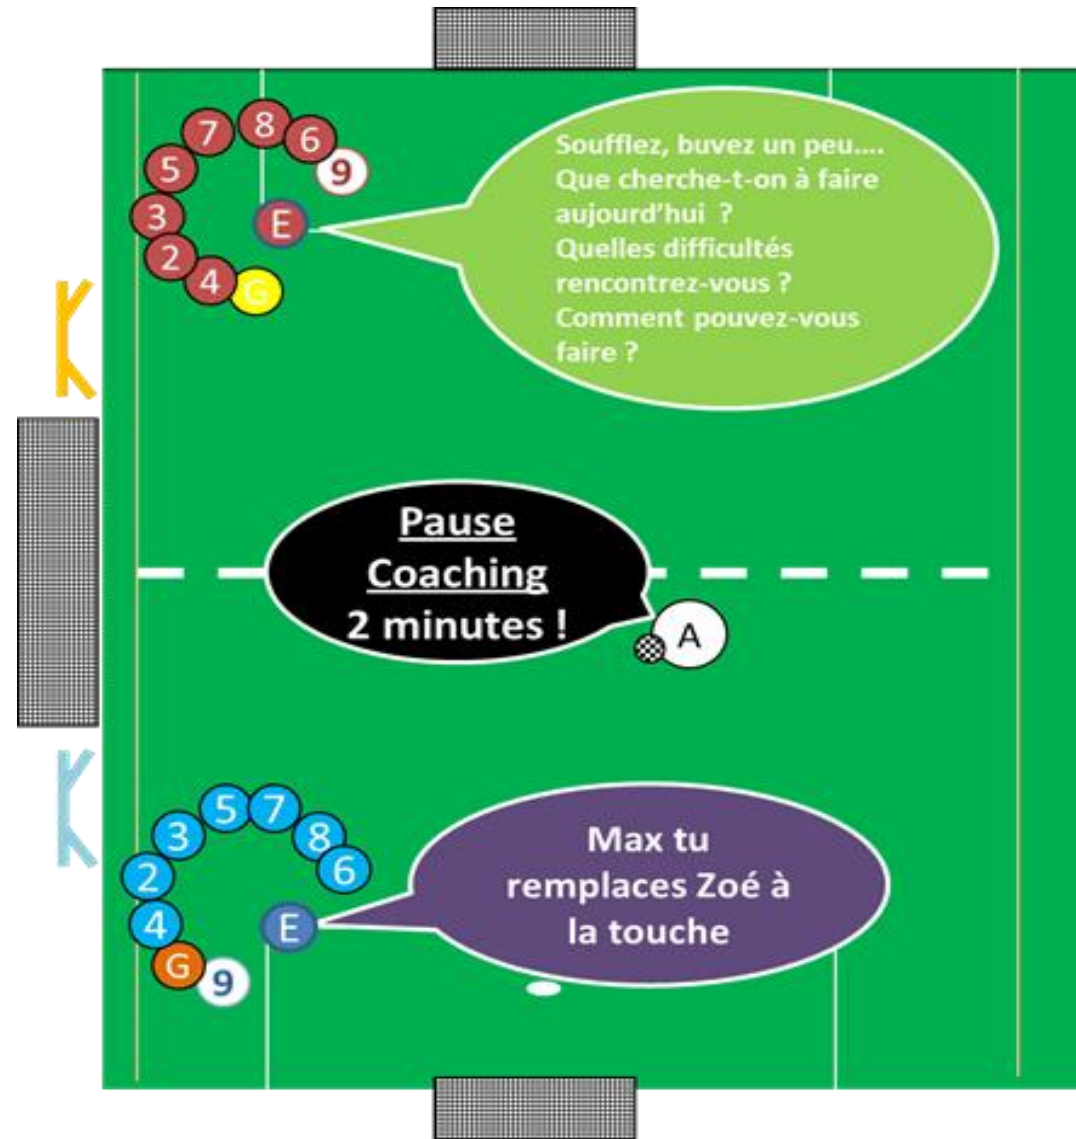 7
8
6
9
5
3
E
2
4
G
Soufflez, buvez un peu....
Que cherche-t-on à faire
aujourd'hui ?
Quelles difficultés
rencontrez-vous ?
Comment pouvez-vous
faire ?
Pause
Coaching
2 minutes !
A
5
7
3
8
2
6
4
E
G
9
Max tu
remplaces Zoé à
la touche